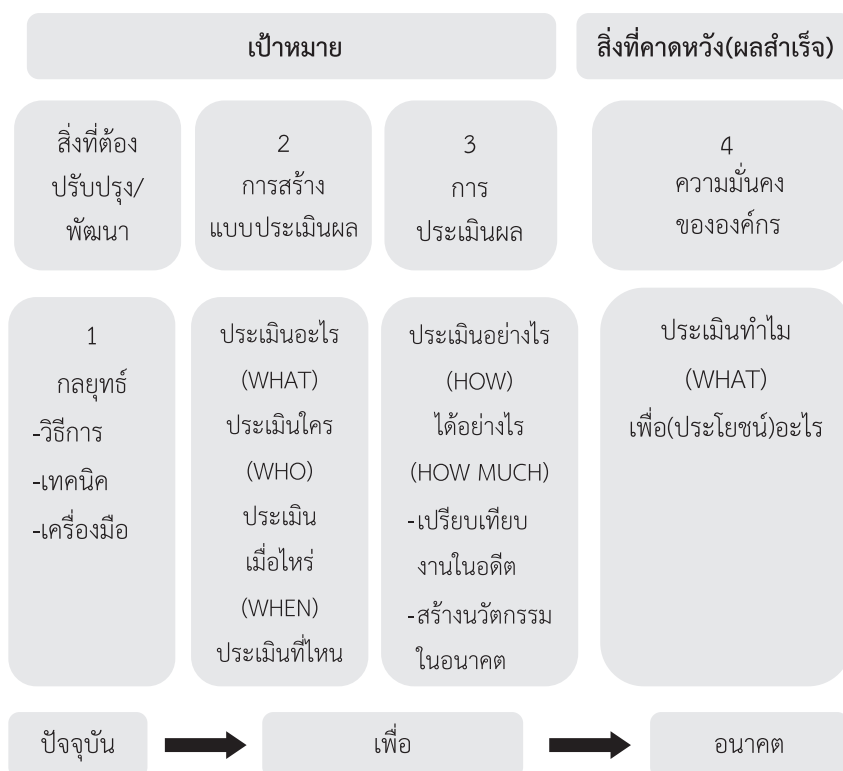 เป้าหมาย
สิ่งที่คาดหวัง(ผลสำเร็จ)
สิ่งที่ต้อง
ปรับปรุง/
พัฒนา
2
การสร้าง
แบบประเมินผล
3
การ
ประเมินผล
4
ความมั่นคง
ขององค์กร
1
กลยุทธ์
-วิธีการ
-เทคนิค
-เครื่องมือ
ประเมินอะไร
(WHAT)
ประเมินใคร
(WHO)
ประเมิน
เมื่อไหร่
(WHEN)
ประเมินที่ไหน
ประเมินอย่างไร
(HOW)
ได้อย่างไร
(HOW MUCH)
-เปรียบเทียบ
งานในอดีต
-สร้างนวัตกรรม
ในอนาคต
ประเมินทำไม
(WHAT)
เพื่อ(ประโยชน์)อะไร
ปัจจุบัน
เพื่อ
อนาคต